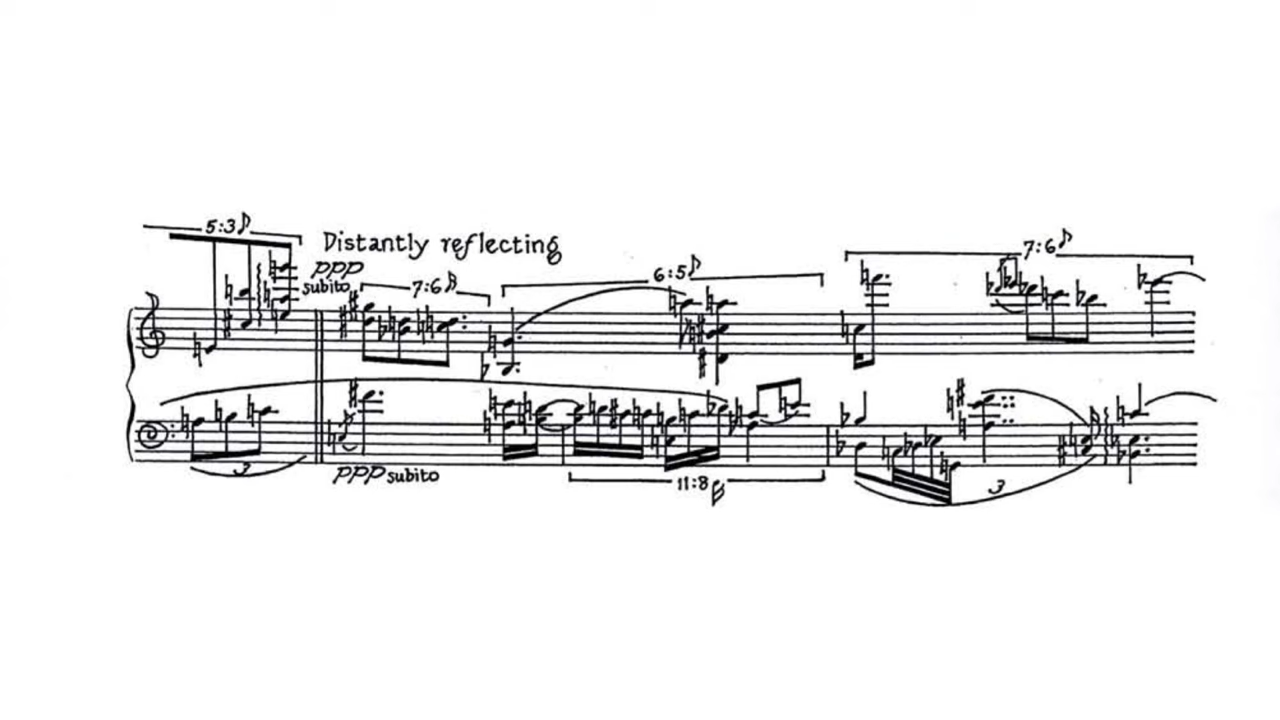 5:3♪
Distantly reflecting
ppp
subito
7:6
6:5♪
7:6♪
3
ppp subito
11:8
3